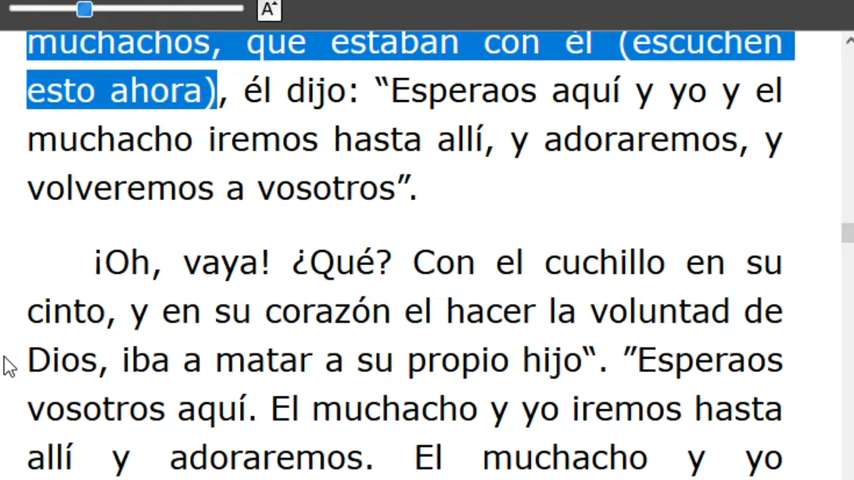 A
muchachos, que estaban con él (escuchen
esto ahora), él dijo: “Esperaos aquí y yo y el
muchacho iremos hasta allí, y adoraremos, y
volveremos a vosotros”.
¡Oh, vaya! ¿Qué? Con el cuchillo en su
cinto, y en su corazón el hacer la voluntad de
Dios, iba a matar a su propio hijo“. ”Esperaos
vosotros aquí. El muchacho y yo iremos hasta
allí y adoraremos. El muchacho y yo